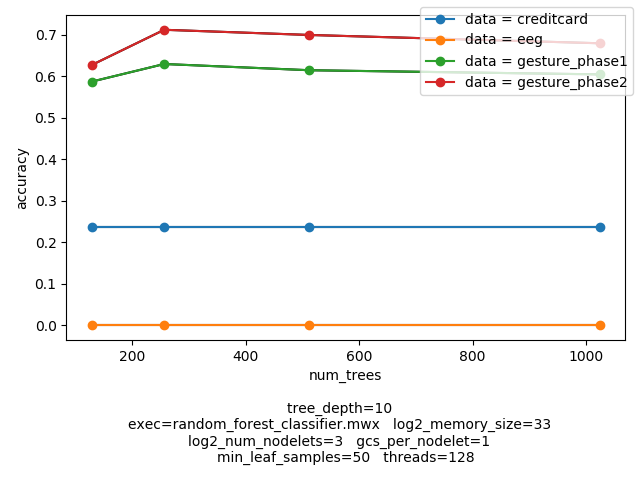 data = creditcard
data = eeg
data = gesture_phase1
data = gesture_phase2
0.7
0.6
0.5
0.4
0.3
0.2
0.1
0.0
accuracy
200 400 600 800 1000
num_trees
tree_depth=10
exec=random_forest_classifier.mwx log2_memory_size=33
log2_num_nodelets=3 gcs_per_nodelet=1
min_leaf_samples=50 threads=128